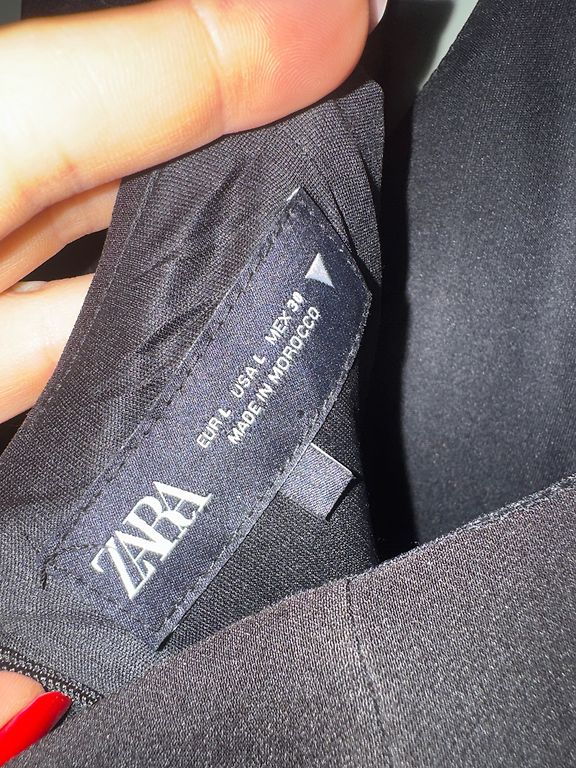 ZARA
EUR L USA L MEX 30
MADE IN MOROCCO